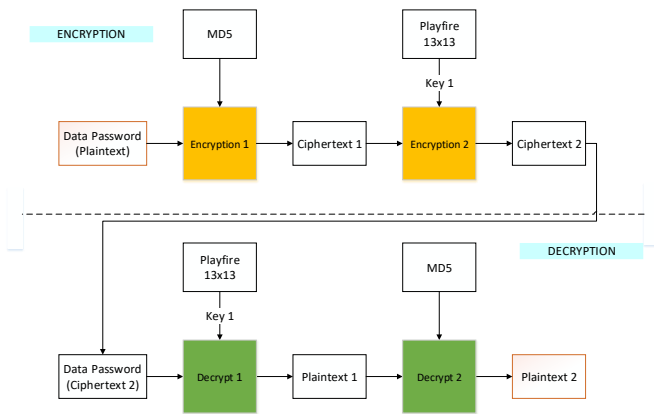 ENCRYPTION
MD5
Playfire
13x13
Key 1
Data Password
(Plaintext)
Encryption 1
Ciphertext 1
Encryption 2
Ciphertext 2
DECRYPTION
Playfire
13x13
MD5
Key 1
Data Password
(Ciphertext 2)
Decrypt 1
Plaintext 1
Decrypt 2
Plaintext 2